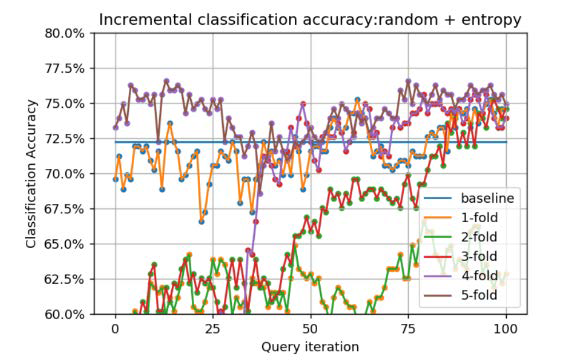 Incremental classification accuracy:random + entropy
80.0%
77.5%
75.0%
72.5%
70.0%
67.5%
65.0%
62.5%
60.0%
Classification Accuracy
baseline
1-fold
2-fold
3-fold
4-fold
5-fold
0 25 50 75 100
Query iteration